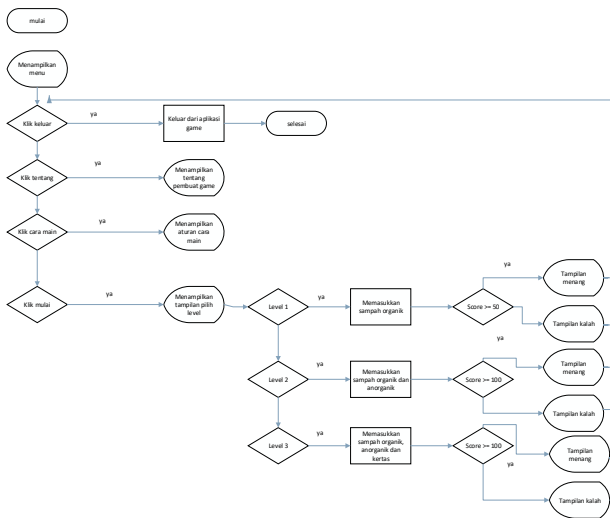 mulai
Menampilkan
menu
Klik keluar
ya
Keluar dari aplikasi
game
selesai
Klik tentang
ya
Menampilkan
tentang
pembuat game
Klik cara main
ya
Menampilkan
aturan cara
main
Klik mulai
ya
Menampilkan
tampilan pilih
level
Level 1
ya
Memasukkan
sampah organik
Score >= 50
ya
Tampilan
menang
Tampilan kalah
Level 2
ya
Memasukkan
sampah organik dan
anorganik
Score >= 100
ya
Tampilan
menang
Tampilan kalah
Level 3
ya
Memasukkan
sampah organik,
anorganik dan
kertas
Score >= 100
ya
Tampilan
menang
Tampilan kalah